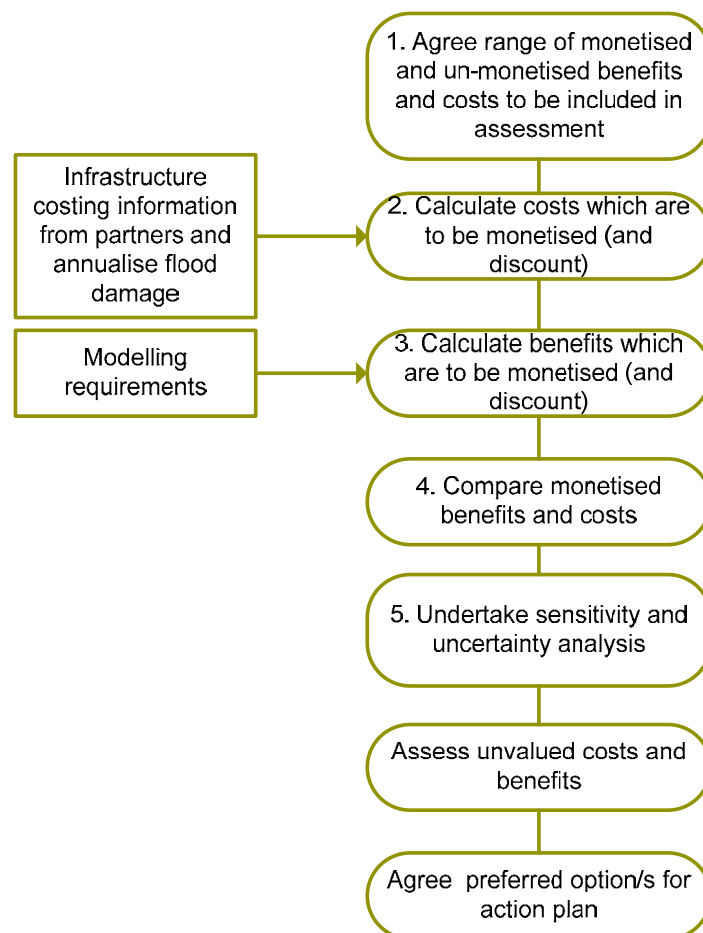 1. Agree range of monetised
and un-monetised benefits
and costs to be included in
assessment
Infrastructure
costing information
from partners and
annualise flood
damage
2. Calculate costs which are
to be monetised (and
discount)
Modelling
requirements
3. Calculate benefits which
are to be monetised (and
discount)
4. Compare monetised
benefits and costs
5. Undertake sensitivity and
uncertainty analysis
Assess unvalued costs and
benefits
Agree preferred option/s for
action plan